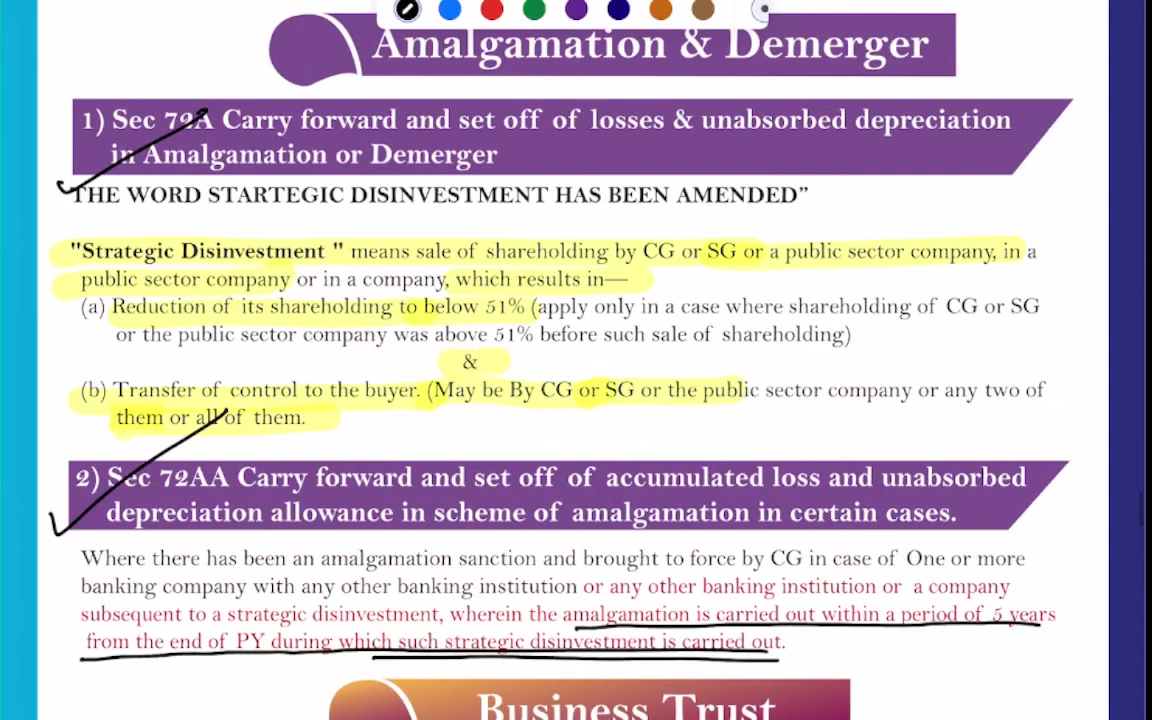 Amalgamation & Demerger
1) Sec 72A Carry forward and set off of losses & unabsorbed depreciation
in Amalgamation or Demerger
THE WORD STARTEGIC DISINVESTMENT HAS BEEN AMENDED”
"Strategic Disinvestment " means sale of shareholding by CG or SG or a public sector company, in a
public sector company or in a company, which results in—
(a) Reduction of its shareholding to below 51% (apply only in a case where shareholding of CG or SG
or the public sector company was above 51% before such sale of shareholding)
&
(b) Transfer of control to the buyer. (May be By CG or SG or the public sector company or any two of
them or all of them.
2) Sec 72AA Carry forward and set off of accumulated loss and unabsorbed
depreciation allowance in scheme of amalgamation in certain cases.
Where there has been an amalgamation sanction and brought to force by CG in case of One or more
banking company with any other banking institution or any other banking institution or a company
subsequent to a strategic disinvestment, wherein the amalgamation is carried out within a period of 5 years
from the end of PY during which such strategic disinvestment is carried out.
Business Trust